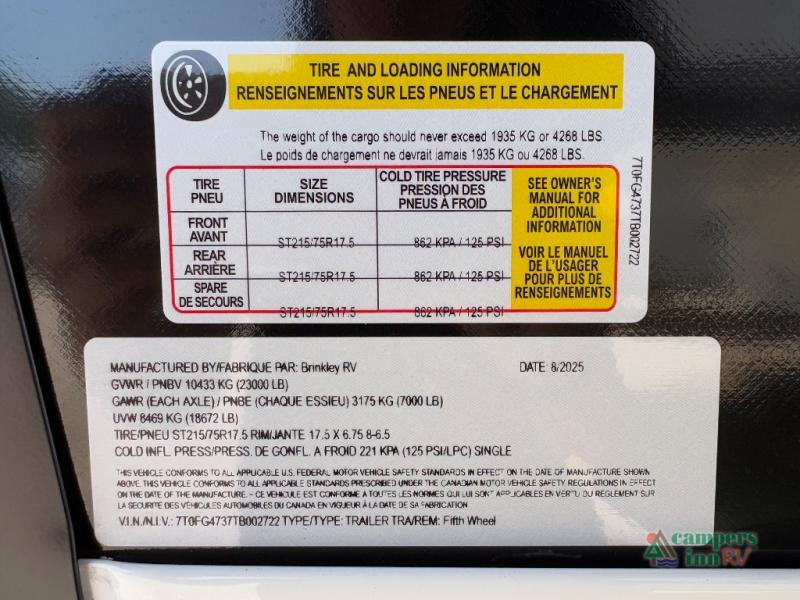 TIRE AND LOADING INFORMATION
RENSEIGNEMENTS SUR LES PNEUS ET LE CHARGEMENT
The weight of the cargo should never exceed 1935 KG or 4268 LBS.
Le poids de chargement ne devrait jamais 1935 KG ou 4268 LBS.
TIRE
PNEU
SIZE
DIMENSIONS
COLD TIRE PRESSURE
PRESSION DES
PNEUS À FROID
FRONT
AVANT
ST215/75R17.5
862 KPA / 125 PSI
REAR
ARRIÈRE
ST215/75R17.5
862 KPA / 125 PSI
SPARE
DE SECOURS
ST215/75R17.5
862 KPA / 125 PSI
SEE OWNER'S
MANUAL FOR
ADDITIONAL
INFORMATION
VOIR LE MANUEL
DE L'USAGER
POUR PLUS DE
RENSEIGNEMENTS
7T0FG4737TB002722
MANUFACTURED BY/FABRIQUE PAR: Brinkley RV DATE: 8/2025
GVWR / PNBV 10433 KG (23000 LB)
GAWR (EACH AXLE) / PNBE (CHAQUE ESSIEU) 3175 KG (7000 LB)
UVW 8469 KG (18672 LB)
TIRE/PNEU ST215/75R17.5 RIM/JANTE 17.5 X 6.75 8-6.5
COLD INFL. PRESS/PRESS. DE GONFL. A FROID 221 KPA (125 PSI/LPC) SINGLE
THIS VEHICLE CONFORMS TO ALL APPLICABLE U.S. FEDERAL MOTOR VEHICLE SAFETY STANDARDS IN EFFECT ON THE DATE OF MANUFACTURE SHOWN
ABOVE. THIS VEHICLE CONFORMS TO ALL APPLICABLE STANDARDS PRESCRIBED UNDER THE CANADIAN MOTOR VEHICLE SAFETY REGULATIONS IN EFFECT
ON THE DATE OF MANUFACTURE. - CE VEHICULE EST CONFORME A TOUTES LES NORMES QUI LUI SONT APPLICABLES EN VERTU DU REGLEMENT SUR
LA SECURITE DES VÉHICULES AUTOMOBILES DU CANADA EN VIGUEUR À LA DATE DE SA FABRICATION
V.I.N./N.I.V.: 7T0FG4737TB002722 TYPE/TYPE: TRAILER TRA/REM: Fifth Wheel
campers
inn RV